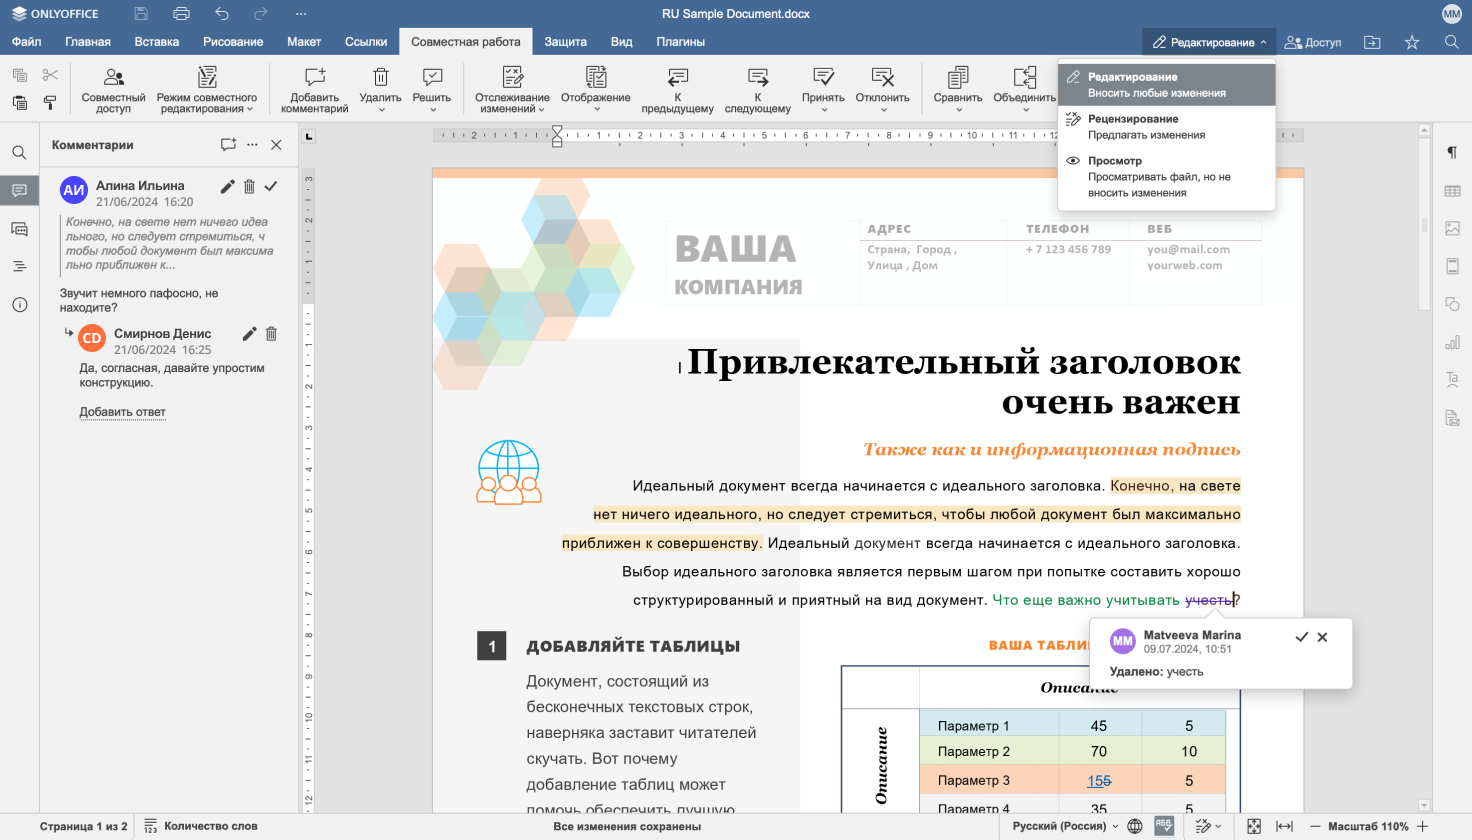 ONLYOFFICE
RU Sample Document.docx
MM
Файл
Главная
Вставка
Рисование
Макет
Ссылки
Совместная работа
Защита
Вид
Плагины
Редактирование
Доступ
Совместный
доступ
Режим совместного
редактирования
Добавить
комментарий
Удалить
Решить
Отслеживание
изменений
Отображение
К
предыдущему
К
следующему
Принять
Отклонить
Сравнить
Объединить
Редактирование
Вносить любые изменения
Рецензирование
Предлагать изменения
Просмотр
Просматривать файл, но не
вносить изменения
Комментарии
АИ
Алина Ильина
21/06/2024 16:20
Конечно, на свете нет ничего идеа
льного, но следует стремиться, ч
тобы любой документ был максима
льно приближен к...
Звучит немного пафосно, не
находите?
CD
Смирнов Денис
21/06/2024 16:25
Да, согласная, давайте упростим
конструкцию.
Добавить ответ
ВАША
КОМПАНИЯ
АДРЕС
Страна, Город ,
Улица , Дом
ТЕЛЕФОН
+ 7 123 456 789
ВЕБ
you@mail.com
yourweb.com
Привлекательный заголовок
очень важен
Также как и информационная подпись
Идеальный документ всегда начинается с идеального заголовка. Конечно, на свете
нет ничего идеального, но следует стремиться, чтобы любой документ был максимально
приближен к совершенству. Идеальный документ всегда начинается с идеального заголовка.
Выбор идеального заголовка является первым шагом при попытке составить хорошо
структурированный и приятный на вид документ. Что еще важно учитывать учесть?
MM
Matveeva Marina
09.07.2024, 10:51
Удалено: учесть
1
ДОБАВЛЯЙТЕ ТАБЛИЦЫ
Документ, состоящий из
бесконечных текстовых строк,
наверняка заставит читателей
скучать. Вот почему
добавление таблиц может
помочь обеспечить лучшую
ВАША ТАБЛИ
Описание
Описание
Параметр 1 45 5
Параметр 2 70 10
Параметр 3 155 5
Параметр 4 35 5
Страница 1 из 2
123
Количество слов
Все изменения сохранены
Русский (Россия)
АБВ
Масштаб 110%